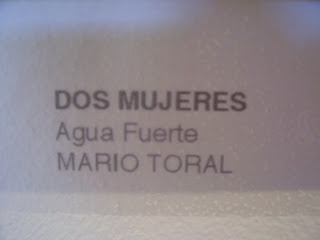 DOS MUJERES
Agua Fuerte
MARIO TORAL